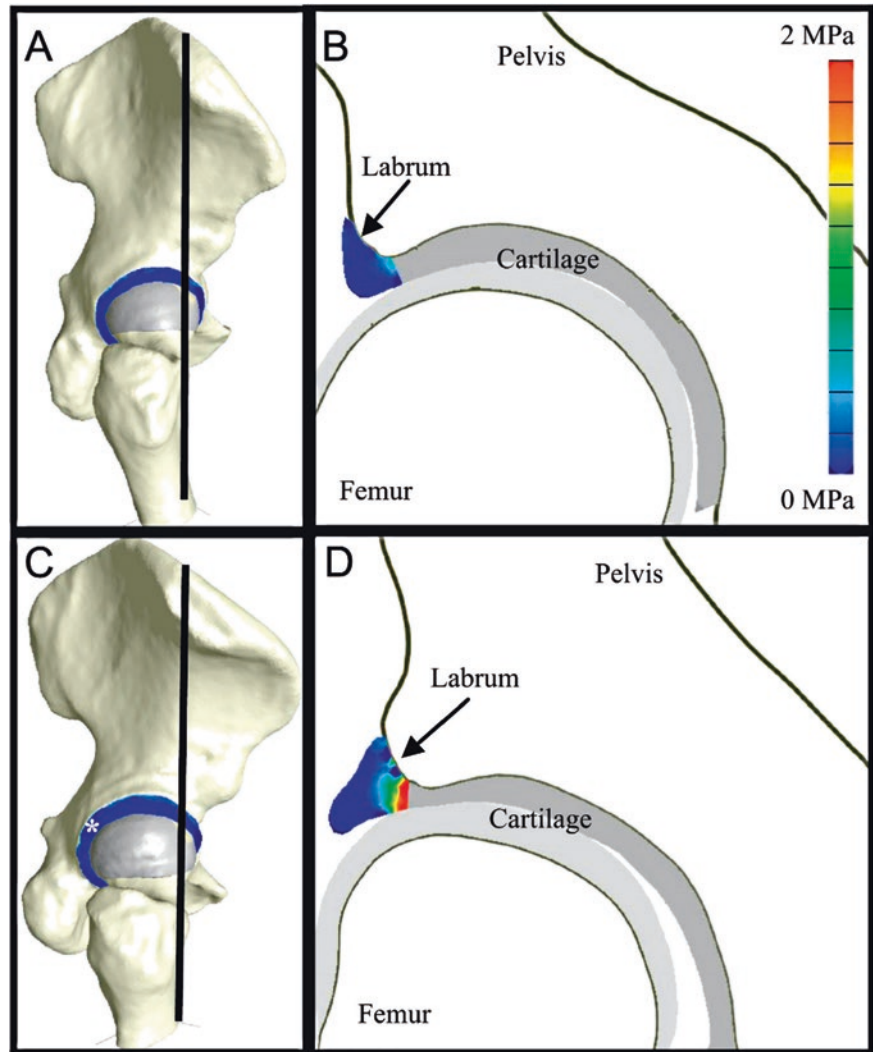 A
B
2 MPa
Pelvis
Labrum
Cartilage
Femur
0 MPa
C
D
Pelvis
Labrum
*
Cartilage
Femur